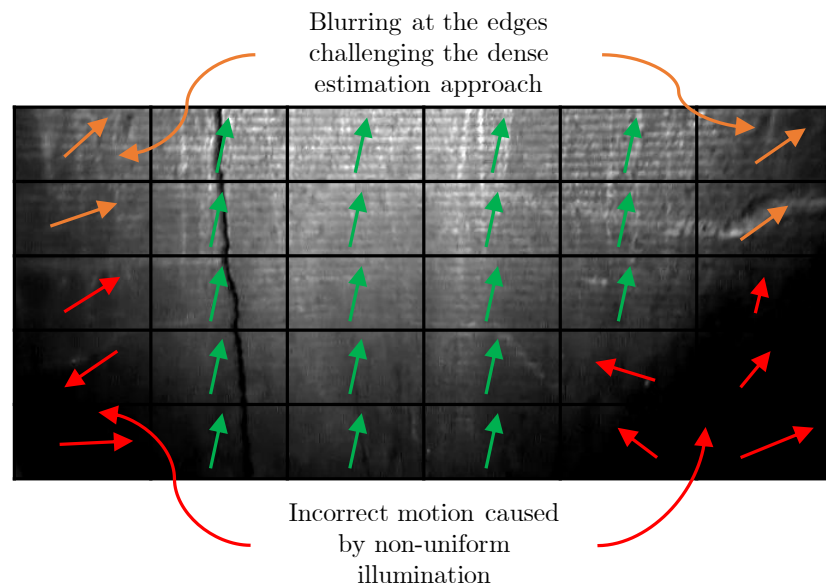 Blurring at the edges
challenging the dense
estimation approach
Incorrect motion caused
by non-uniform
illumination